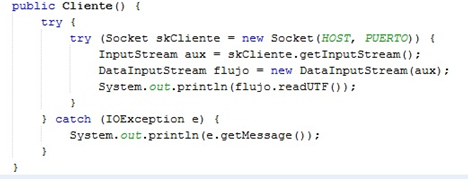 public Cliente() {
    try {
        try (Socket skCliente = new Socket(HOST, PUERTO)) {
            InputStream aux = skCliente.getInputStream();
            DataInputStream flujo = new DataInputStream(aux);
            System.out.println(flujo.readUTF());
        }
    } catch (IOException e) {
        System.out.println(e.getMessage());
    }
}